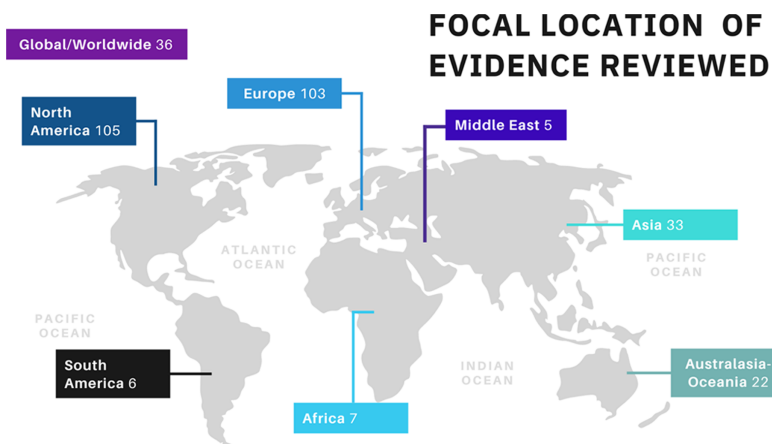 FOCAL LOCATION OF
EVIDENCE REVIEWED
Global/Worldwide 36
Europe 103
North
America 105
Middle East 5
Asia 33
ATLANTIC
OCEAN
PACIFIC
OCEAN
PACIFIC
OCEAN
South
America 6
INDIAN
OCEAN
Australasia-
Oceania 22
Africa 7